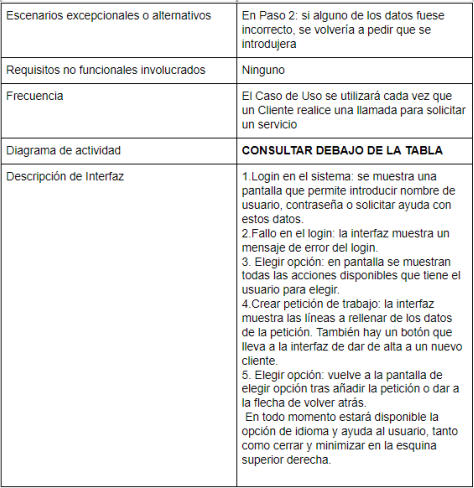 Escenarios excepcionales o alternativos
En Paso 2: si alguno de los datos fuese
incorrecto, se volvería a pedir que se
introdujera
Requisitos no funcionales involucrados
Ninguno
Frecuencia
El Caso de Uso se utilizará cada vez que
un Cliente realice una llamada para solicitar
un servicio
Diagrama de actividad
CONSULTAR DEBAJO DE LA TABLA
Descripción de Interfaz
1.Login en el sistema: se muestra una
pantalla que permite introducir nombre de
usuario, contraseña o solicitar ayuda con
estos datos.
2.Fallo en el login: la interfaz muestra un
mensaje de error del login.
3. Elegir opción: en pantalla se muestran
todas las acciones disponibles que tiene el
usuario para elegir.
4.Crear petición de trabajo: la interfaz
muestra las líneas a rellenar de los datos
de la petición. También hay un botón que
lleva a la interfaz de dar de alta a un nuevo
cliente.
5. Elegir opción: vuelve a la pantalla de
elegir opción tras añadir la petición o dar a
la flecha de volver atrás.
En todo momento estará disponible la
opción de idioma y ayuda al usuario, tanto
como cerrar y minimizar en la esquina
superior derecha.